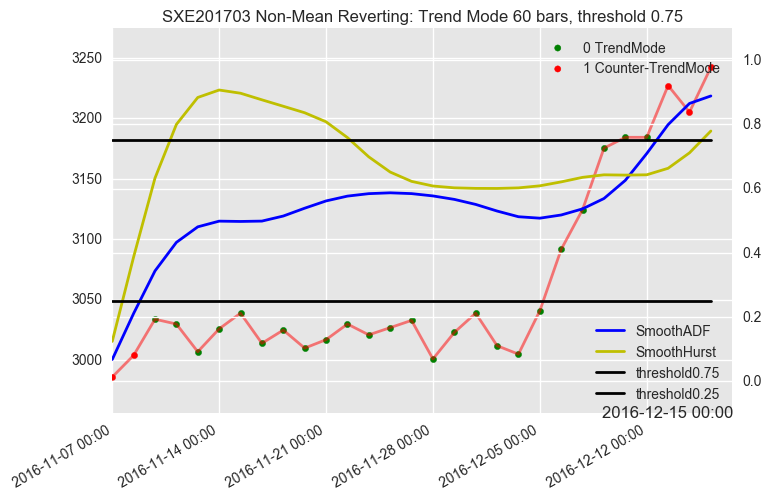 SXE201703 Non-Mean Reverting: Trend Mode 60 bars, threshold 0.75
0 TrendMode
1 Counter-TrendMode
3250
3200
3150
3100
3050
3000
1.0
0.8
0.6
0.4
0.2
0.0
SmoothADF
SmoothHurst
threshold0.75
threshold0.25
2016-12-15 00:00
2016-11-07 00:00
2016-11-14 00:00
2016-11-21 00:00
2016-11-28 00:00
2016-12-05 00:00
2016-12-12 00:00